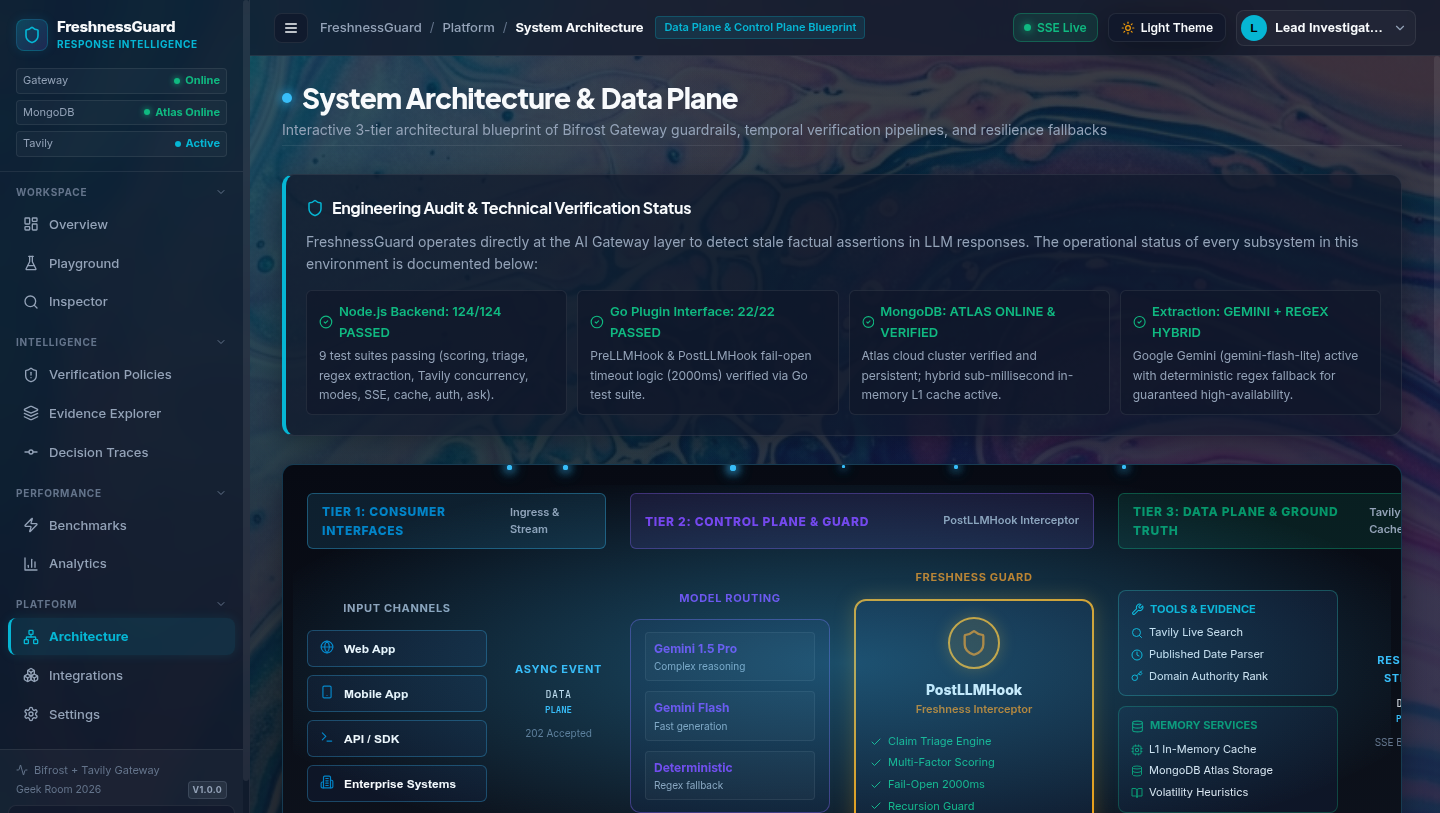 FreshnessGuard
RESPONSE INTELLIGENCE
Gateway
Online
MongoDB
Atlas Online
Tavily
Active
WORKSPACE
Overview
Playground
Inspector
INTELLIGENCE
Verification Policies
Evidence Explorer
Decision Traces
PERFORMANCE
Benchmarks
Analytics
PLATFORM
Architecture
Integrations
Settings
Bifrost + Tavily Gateway
Geek Room 2026
V1.0.0
FreshnessGuard / Platform / System Architecture
Data Plane & Control Plane Blueprint
SSE Live
Light Theme
L
Lead Investigat...
System Architecture & Data Plane
Interactive 3-tier architectural blueprint of Bifrost Gateway guardrails, temporal verification pipelines, and resilience fallbacks
Engineering Audit & Technical Verification Status
FreshnessGuard operates directly at the AI Gateway layer to detect stale factual assertions in LLM responses. The operational status of every subsystem in this
environment is documented below:
Node.js Backend: 124/124
PASSED
9 test suites passing (scoring, triage,
regex extraction, Tavily concurrency,
modes, SSE, cache, auth, ask).
Go Plugin Interface: 22/22
PASSED
PreLLMHook & PostLLMHook fail-open
timeout logic (2000ms) verified via Go
test suite.
MongoDB: ATLAS ONLINE &
VERIFIED
Atlas cloud cluster verified and
persistent; hybrid sub-millisecond in-
memory L1 cache active.
Extraction: GEMINI + REGEX
HYBRID
Google Gemini (gemini-flash-lite) active
with deterministic regex fallback for
guaranteed high-availability.
TIER 1: CONSUMER
INTERFACES
Ingress &
Stream
TIER 2: CONTROL PLANE & GUARD
PostLLMHook Interceptor
TIER 3: DATA PLANE & GROUND
TRUTH
Tavily
Cache
INPUT CHANNELS
Web App
Mobile App
API / SDK
Enterprise Systems
ASYNC EVENT
DATA
PLANE
202 Accepted
MODEL ROUTING
Gemini 1.5 Pro
Complex reasoning
Gemini Flash
Fast generation
Deterministic
Regex fallback
FRESHNESS GUARD
PostLLMHook
Freshness Interceptor
Claim Triage Engine
Multi-Factor Scoring
Fail-Open 2000ms
Recursion Guard
TOOLS & EVIDENCE
Tavily Live Search
Published Date Parser
Domain Authority Rank
MEMORY SERVICES
L1 In-Memory Cache
MongoDB Atlas Storage
Volatility Heuristics
RES
ST
SSE